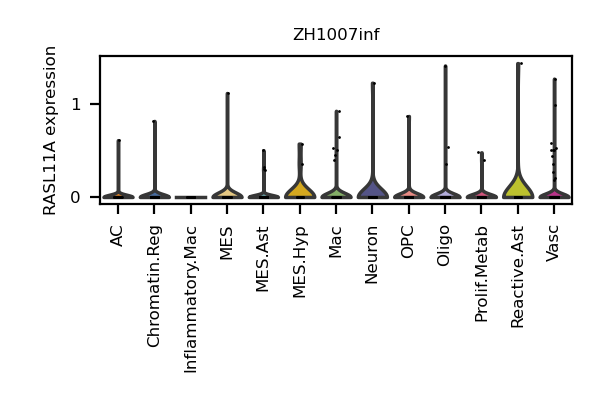 ZH1007inf
RASL11A expression
1
0
AC
Chromatin.Reg
Inflammatory.Mac
MES
MES.Ast
MES.Hyp
Mac
Neuron
OPC
Oligo
Prolif.Metab
Reactive.Ast
Vasc